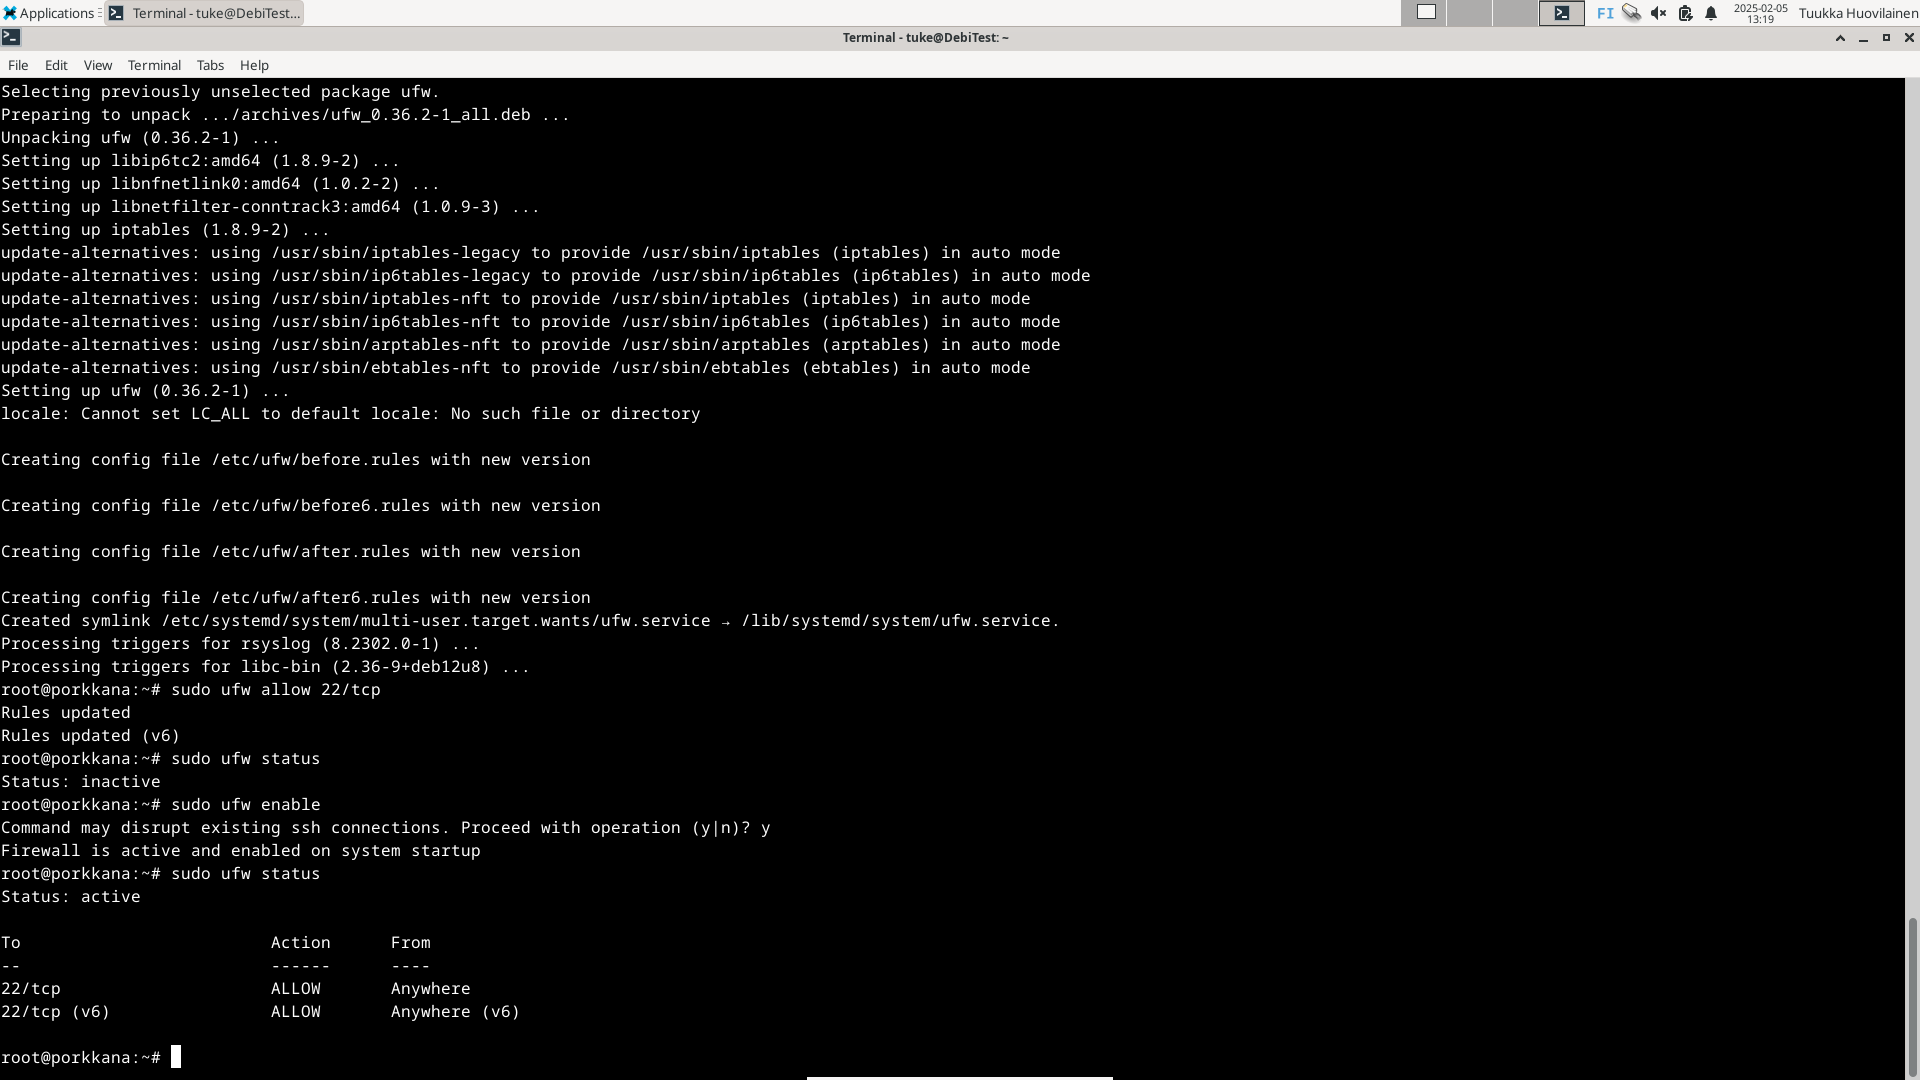 Applications Terminal - tuke@DebiTest... FI 2025-02-05 13:19 Tuukka Huovilainen
Terminal - tuke@DebiTest: ~
File Edit View Terminal Tabs Help
Selecting previously unselected package ufw.
Preparing to unpack .../archives/ufw_0.36.2-1_all.deb ...
Unpacking ufw (0.36.2-1) ...
Setting up libip6tc2:amd64 (1.8.9-2) ...
Setting up libnfnetlink0:amd64 (1.0.2-2) ...
Setting up libnetfilter-conntrack3:amd64 (1.0.9-3) ...
Setting up iptables (1.8.9-2) ...
update-alternatives: using /usr/sbin/iptables-legacy to provide /usr/sbin/iptables (iptables) in auto mode
update-alternatives: using /usr/sbin/ip6tables-legacy to provide /usr/sbin/ip6tables (ip6tables) in auto mode
update-alternatives: using /usr/sbin/iptables-nft to provide /usr/sbin/iptables (iptables) in auto mode
update-alternatives: using /usr/sbin/ip6tables-nft to provide /usr/sbin/ip6tables (ip6tables) in auto mode
update-alternatives: using /usr/sbin/arptables-nft to provide /usr/sbin/arptables (arptables) in auto mode
update-alternatives: using /usr/sbin/ebtables-nft to provide /usr/sbin/ebtables (ebtables) in auto mode
Setting up ufw (0.36.2-1) ...
locale: Cannot set LC_ALL to default locale: No such file or directory
Creating config file /etc/ufw/before.rules with new version
Creating config file /etc/ufw/before6.rules with new version
Creating config file /etc/ufw/after.rules with new version
Creating config file /etc/ufw/after6.rules with new version
Created symlink /etc/systemd/system/multi-user.target.wants/ufw.service → /lib/systemd/system/ufw.service.
Processing triggers for rsyslog (8.2302.0-1) ...
Processing triggers for libc-bin (2.36-9+deb12u8) ...
root@porkkana:~# sudo ufw allow 22/tcp
Rules updated
Rules updated (v6)
root@porkkana:~# sudo ufw status
Status: inactive
root@porkkana:~# sudo ufw enable
Command may disrupt existing ssh connections. Proceed with operation (y|n)? y
Firewall is active and enabled on system startup
root@porkkana:~# sudo ufw status
Status: active
To                         Action      From
--                         ------      ----
22/tcp                     ALLOW       Anywhere
22/tcp (v6)                ALLOW       Anywhere (v6)
root@porkkana:~#